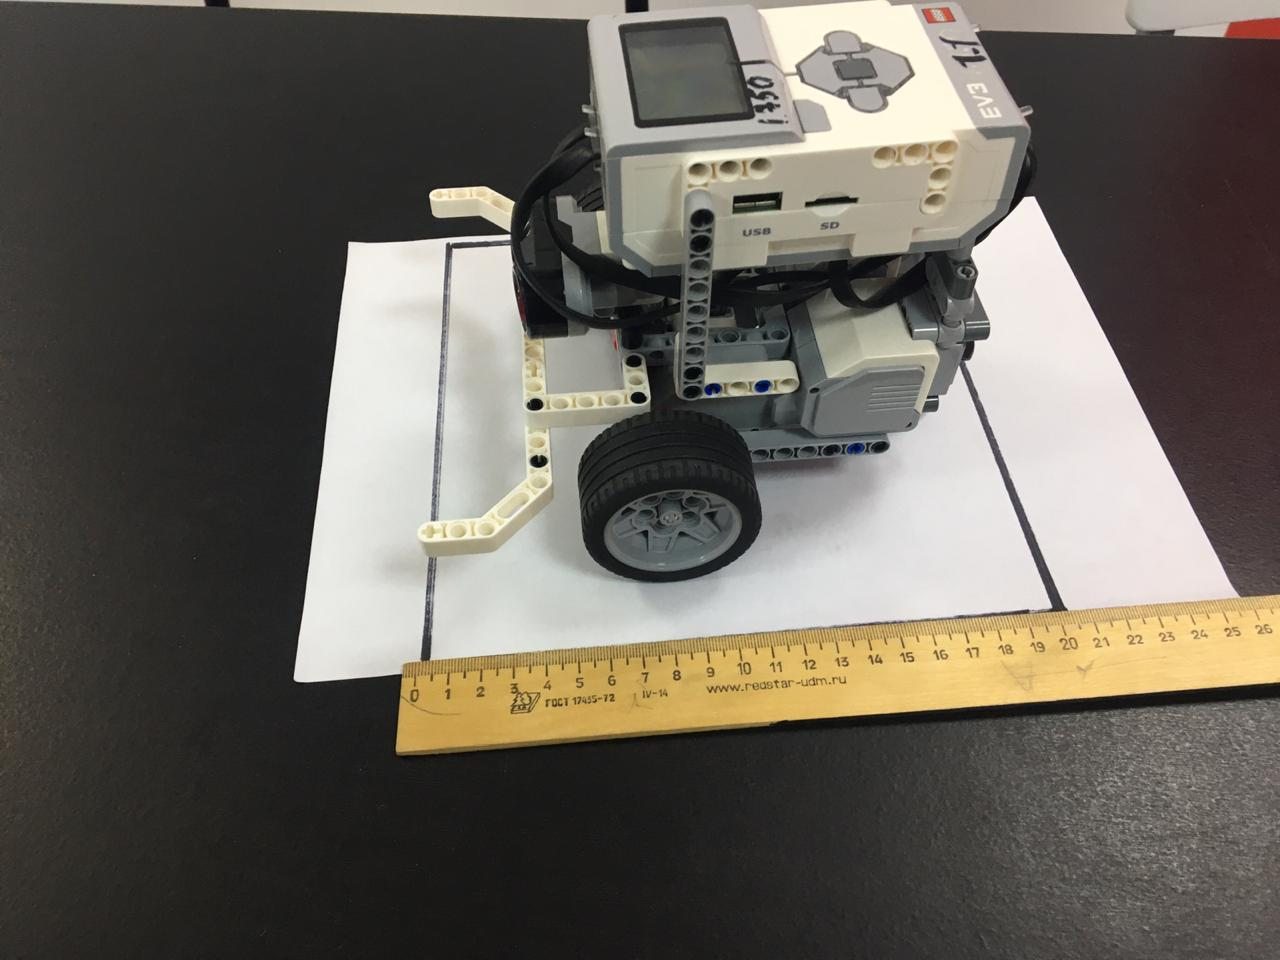 LEGO
EV3
1.1
USB
SD
0 1 2 3 4 5 6 7 8 9 10 11 12 13 14 15 16 17 18 19 20 21 22 23 24 25 26
ГОСТ 17435-72
IV-14
www.redstar-udm.ru